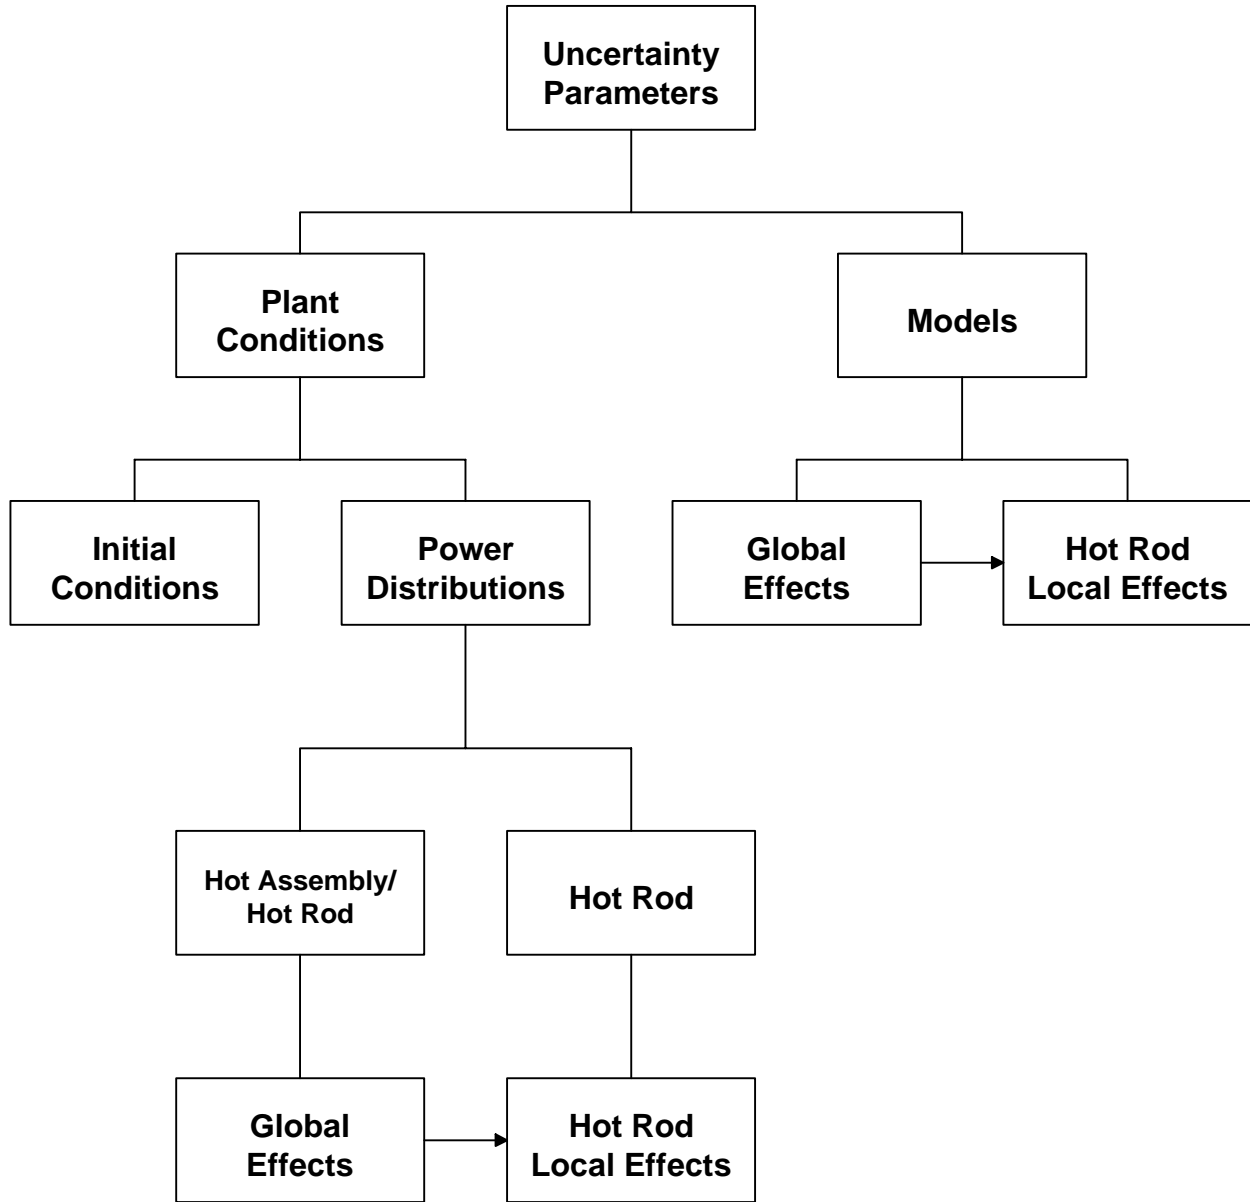 Uncertainty
Parameters
Plant
Conditions
Models
Initial
Conditions
Power
Distributions
Global
Effects
Hot Rod
Local Effects
Hot Assembly/
Hot Rod
Hot Rod
Global
Effects
Hot Rod
Local Effects